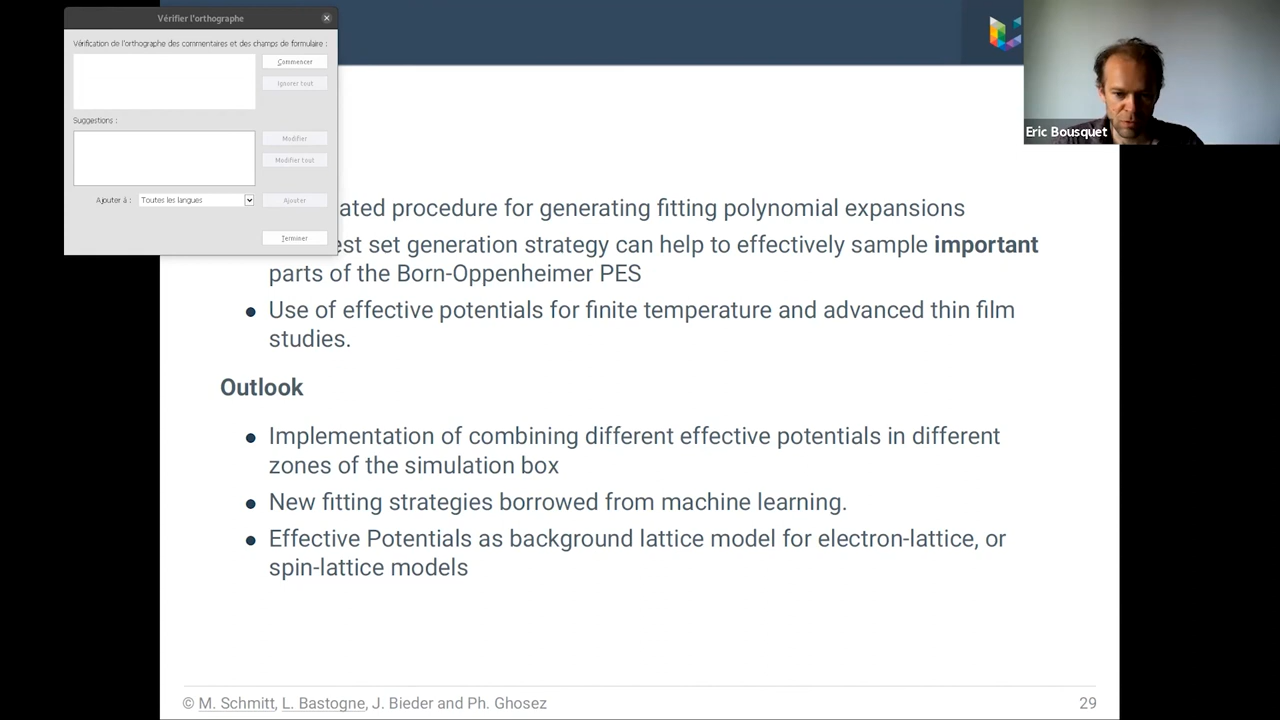 Vérifier l'orthographe
Vérification de l'orthographe des commentaires et des champs de formulaire :
Commencer
Ignorer tout
Suggestions :
Modifier
Modifier tout
Ajouter à :
Toutes les langues
Ajouter
Terminer
Eric Bousquet
ated procedure for generating fitting polynomial expansions
est set generation strategy can help to effectively sample important
parts of the Born-Oppenheimer PES
Use of effective potentials for finite temperature and advanced thin film
studies.
Outlook
Implementation of combining different effective potentials in different
zones of the simulation box
New fitting strategies borrowed from machine learning.
Effective Potentials as background lattice model for electron-lattice, or
spin-lattice models
© M. Schmitt, L. Bastogne, J. Bieder and Ph. Ghosez
29